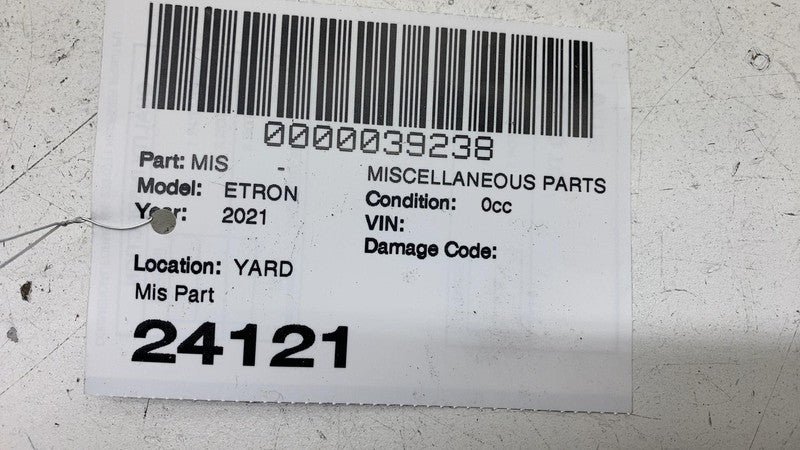 0000039238
Part: MIS -
MISCELLANEOUS PARTS
Model: ETRON
Condition: 0cc
Year: 2021
VIN:
Damage Code:
Location: YARD
Mis Part
24121